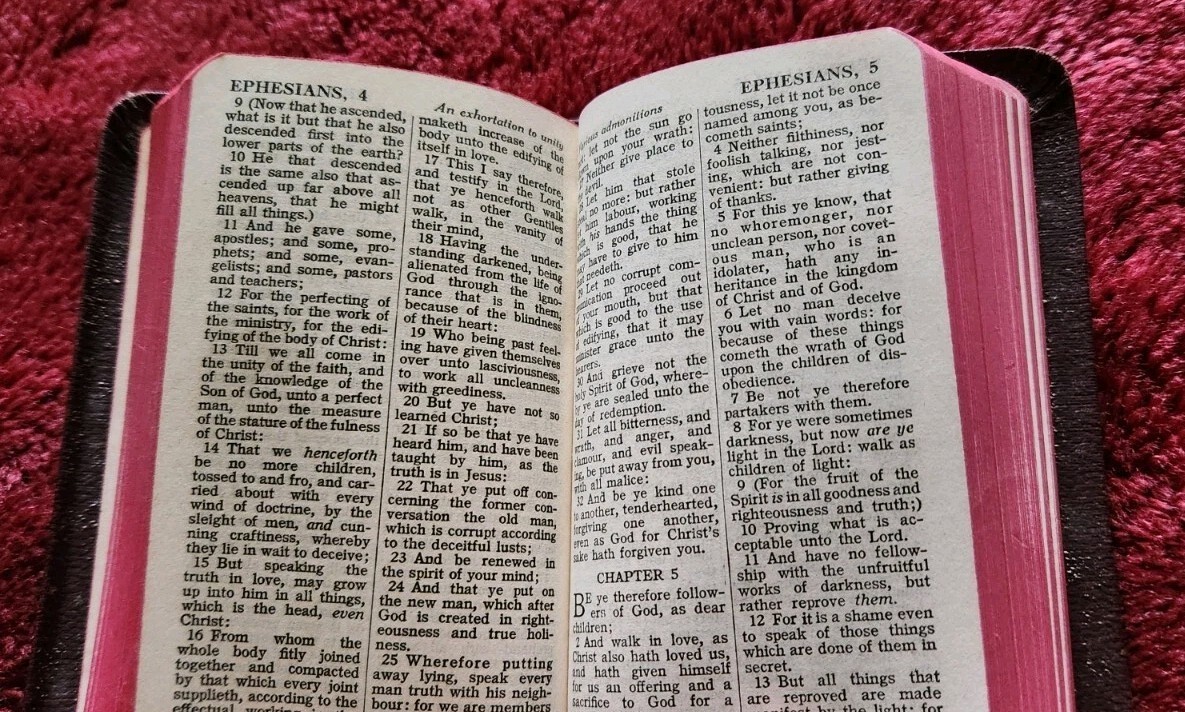 EPHESIANS, 4
9 (Now that he ascended,
what is it but that he also
descended first into the
lower parts of the earth?
10 He that descended
is the same also that as-
cended up far above all
heavens, that he might
fill all things.)
11 And he gave some,
apostles; and some, pro-
phets; and some, evan-
gelists; and some, pastors
and teachers;
12 For the perfecting of
the saints, for the work of
the ministry, for the edi-
fying of the body of Christ:
13 Till we all come in
the unity of the faith, and
of the knowledge of the
Son of God, unto a perfect
man, unto the measure
of the stature of the fulness
of Christ:
14 That we henceforth
be no more children,
tossed to and fro, and car-
ried about with every
wind of doctrine, by the
sleight of men, and cun-
ning craftiness, whereby
they lie in wait to deceive;
15 But speaking the
truth in love, may grow
up into him in all things,
which is the head, even
Christ:
16 From whom the
whole body fitly joined
together and compacted
by that which every joint
supplieth, according to the
effectual working in the
An exhortation to unity
maketh increase of the
body unto the edifying of
itself in love.
17 This I say therefore,
and testify in the Lord,
that ye henceforth walk
not as other Gentiles
walk, in the vanity of
their mind,
18 Having the under-
standing darkened, being
alienated from the life of
God through the igno-
rance that is in them,
because of the blindness
of their heart:
19 Who being past feel-
ing have given themselves
over unto lasciviousness,
to work all uncleanness
with greediness.
20 But ye have not so
learned Christ;
21 If so be that ye have
heard him, and have been
taught by him, as the
truth is in Jesus:
22 That ye put off con-
cerning the former con-
versation the old man,
which is corrupt according
to the deceitful lusts;
23 And be renewed in
the spirit of your mind;
24 And that ye put on
the new man, which after
God is created in right-
eousness and true holi-
ness.
25 Wherefore putting
away lying, speak every
man truth with his neigh-
bour: for we are members
admonitions
let not the sun go
upon your wrath:
Neither give place to
devil.
Let him that stole
no more: but rather
him labour, working
his hands the thing
which is good, that he
may have to give to him
that needeth.
29 Let no corrupt com-
munication proceed out
of your mouth, but that
which is good to the use
of edifying, that it may
minister grace unto the
hearers.
30 And grieve not the
holy Spirit of God, where-
by ye are sealed unto the
day of redemption.
31 Let all bitterness, and
wrath, and anger, and
clamour, and evil speak-
ing, be put away from you,
with all malice:
32 And be ye kind one
to another, tenderhearted,
forgiving one another,
even as God for Christ's
sake hath forgiven you.
CHAPTER 5
BE ye therefore follow-
ers of God, as dear
children;
2 And walk in love, as
Christ also hath loved us,
and hath given himself
for us an offering and a
sacrifice to God for a
EPHESIANS, 5
tousness, let it not be once
named among you, as be-
cometh saints;
4 Neither filthiness, nor
foolish talking, nor jest-
ing, which are not con-
venient: but rather giving
of thanks.
5 For this ye know, that
no whoremonger, nor
unclean person, nor covet-
ous man, who is an
idolater, hath any in-
heritance in the kingdom
of Christ and of God.
6 Let no man deceive
you with vain words: for
because of these things
cometh the wrath of God
upon the children of dis-
obedience.
7 Be not ye therefore
partakers with them.
8 For ye were sometimes
darkness, but now are ye
light in the Lord: walk as
children of light:
9 (For the fruit of the
Spirit is in all goodness and
righteousness and truth;)
10 Proving what is ac-
ceptable unto the Lord.
11 And have no fellow-
ship with the unfruitful
works of darkness, but
rather reprove them.
12 For it is a shame even
to speak of those things
which are done of them in
secret.
13 But all things that
are reproved are made
manifest by the light: for